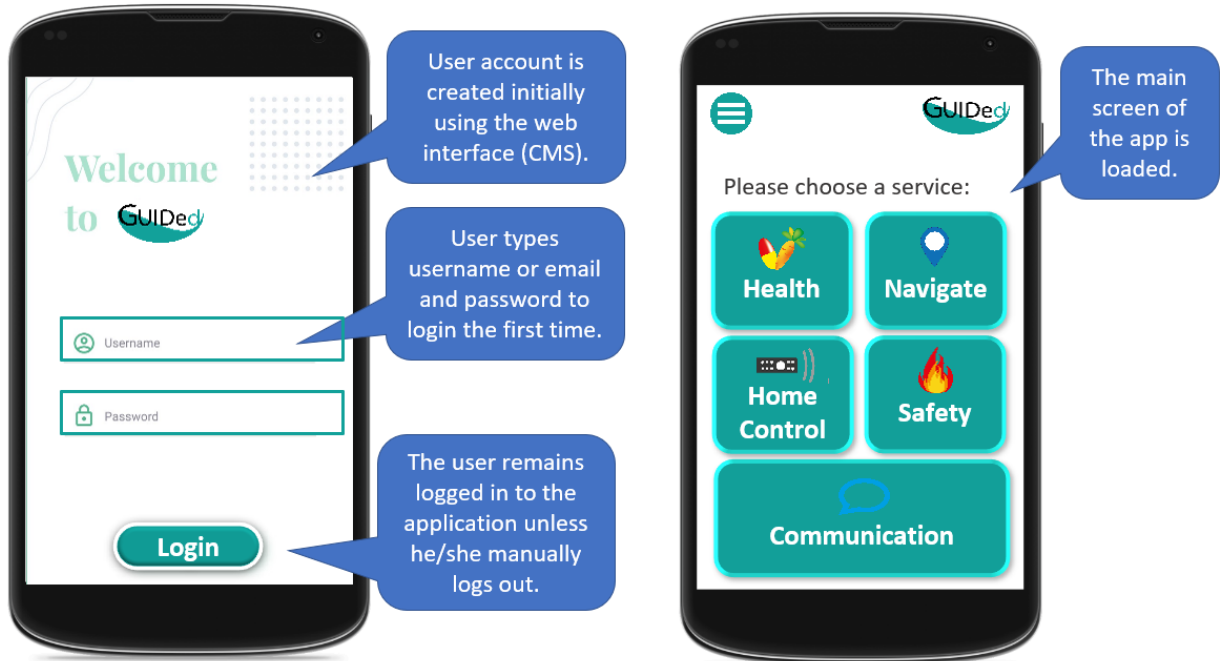 Welcome
to GUIDed
Username
Password
Login
User account is
created initially
using the web
interface (CMS).
User types
username or email
and password to
login the first time.
The user remains
logged in to the
application unless
he/she manually
logs out.
GUIDed
Please choose a service:
Health
Navigate
Home
Control
Safety
Communication
The main
screen of
the app is
loaded.